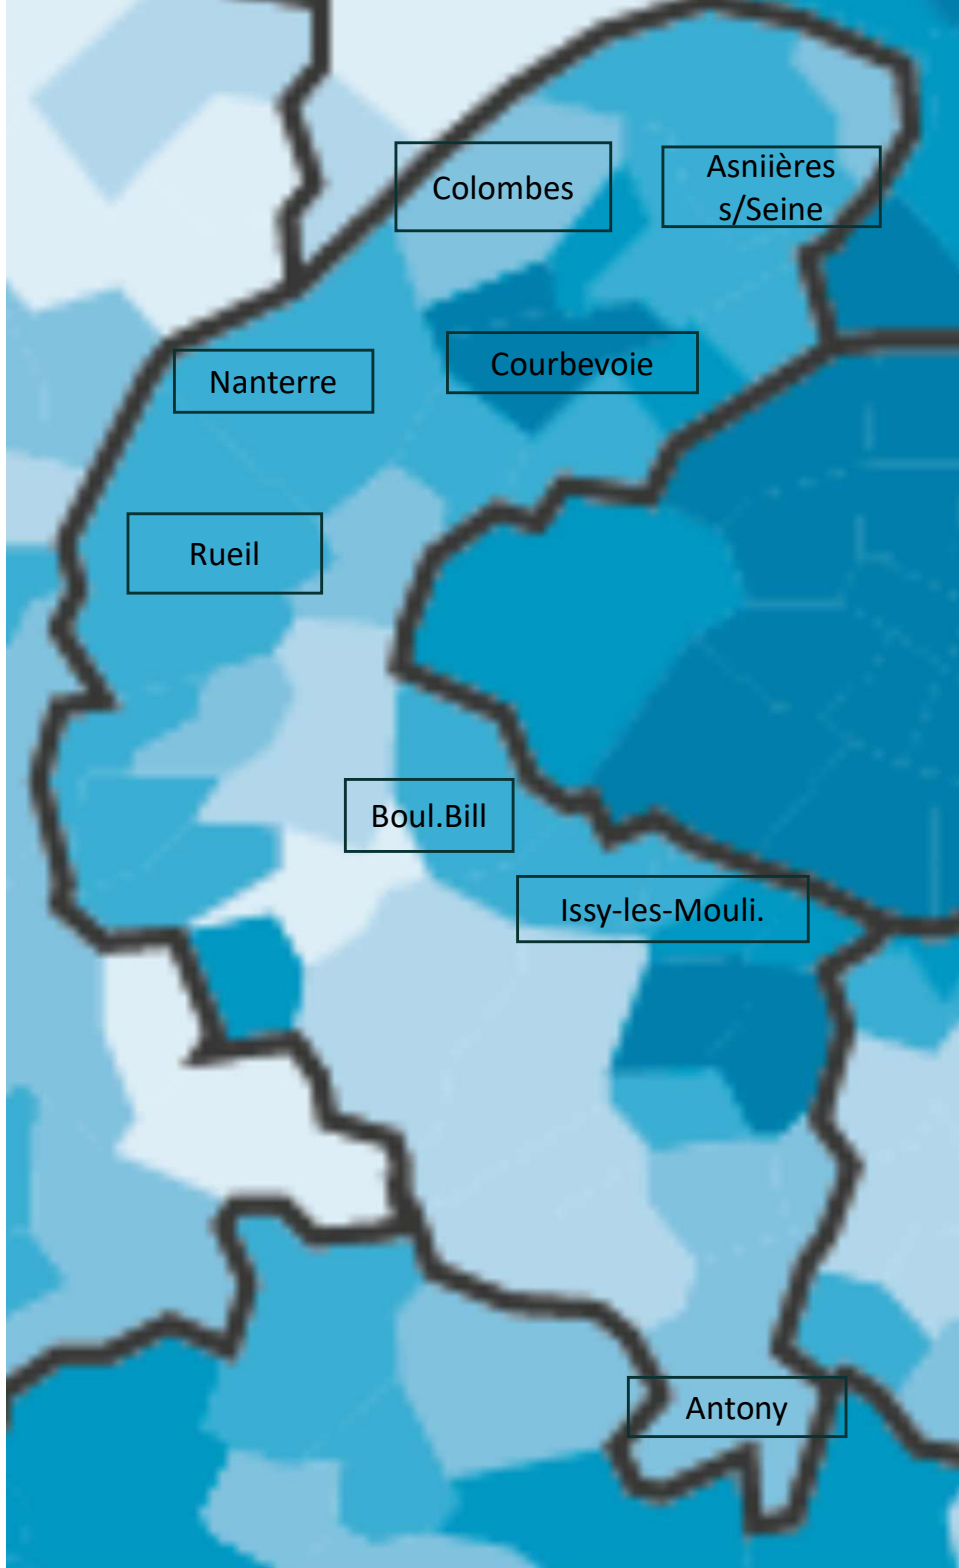 Colombes
Asniières
s/Seine
Nanterre
Courbevoie
Rueil
Boul.Bill
Issy-les-Mouli.
Antony